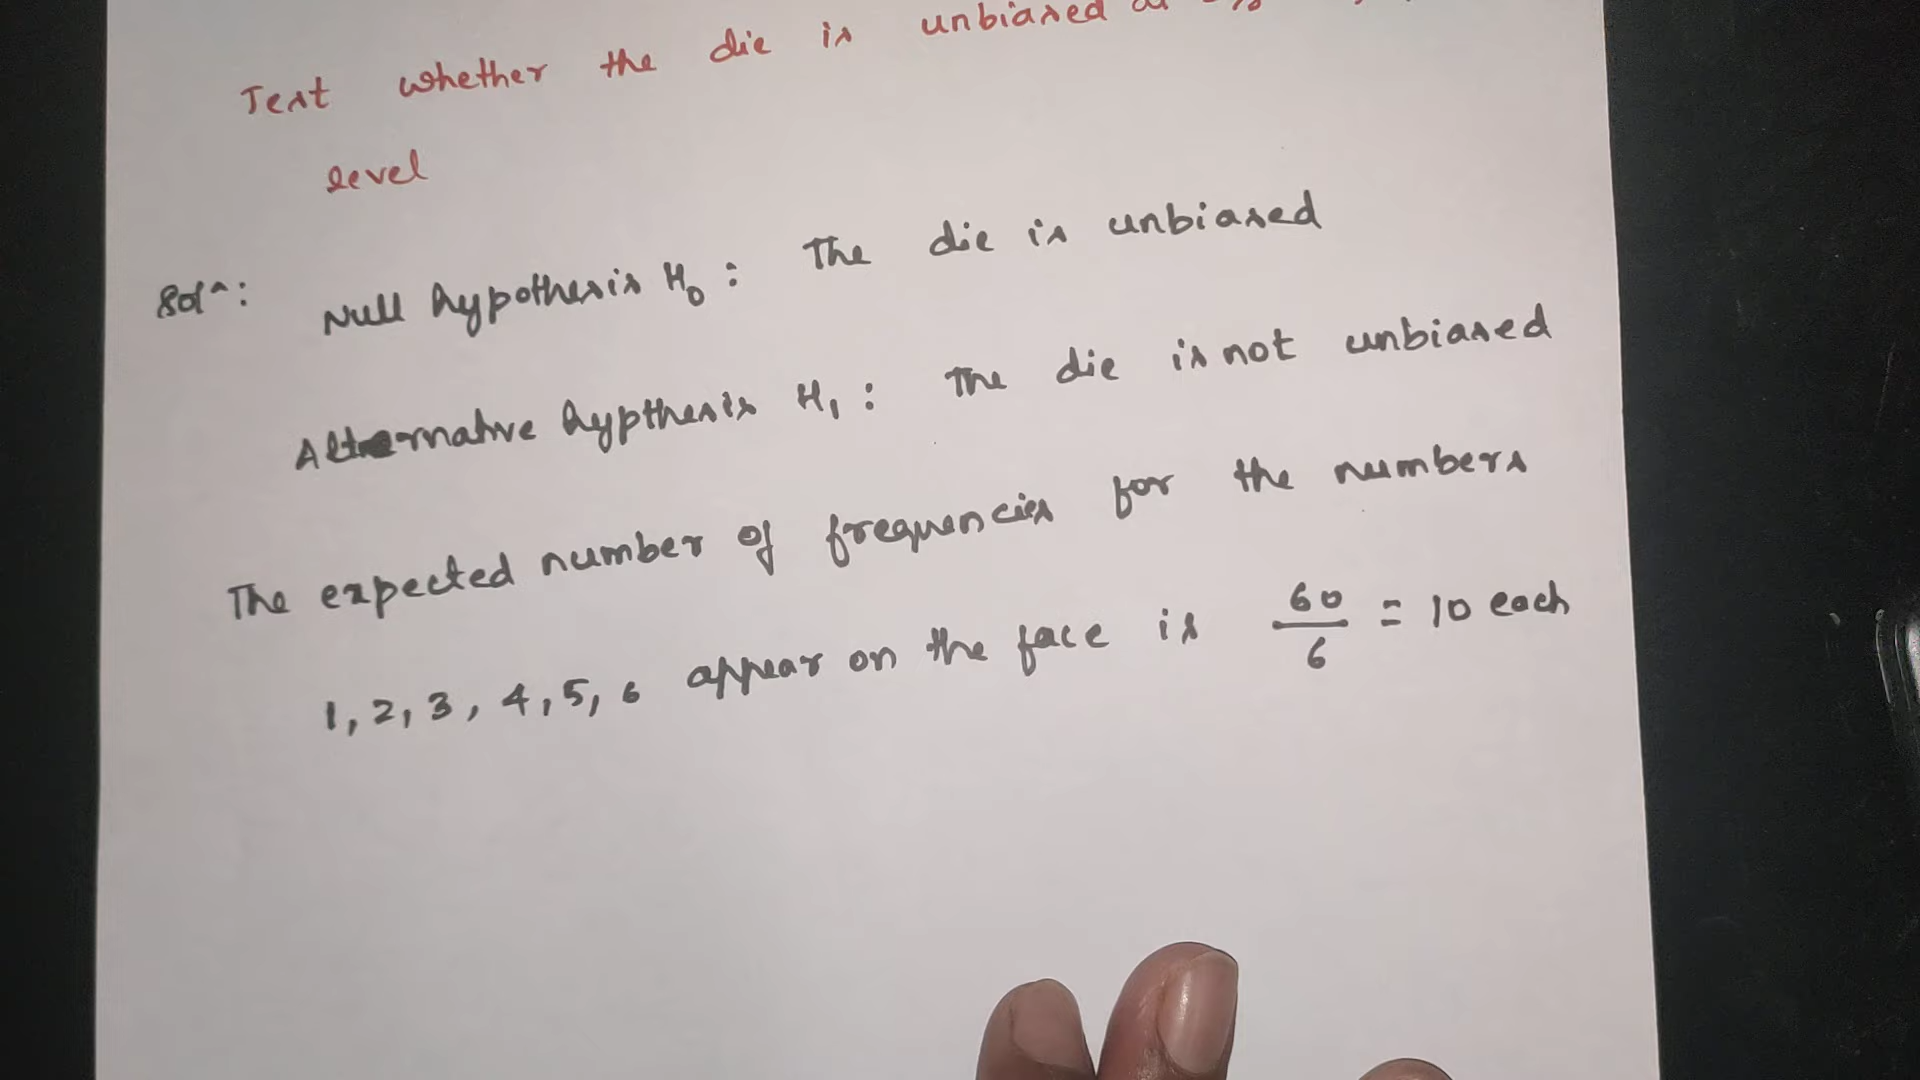 Test whether the die is unbiased
level
Solⁿ: Null hypothesis H₀ : The die is unbiased
Alternative hypthesis H₁ : The die is not unbiased
The expected number of frequencies for the numbers
1, 2, 3, 4, 5, 6 appear on the face is 60/6 = 10 each